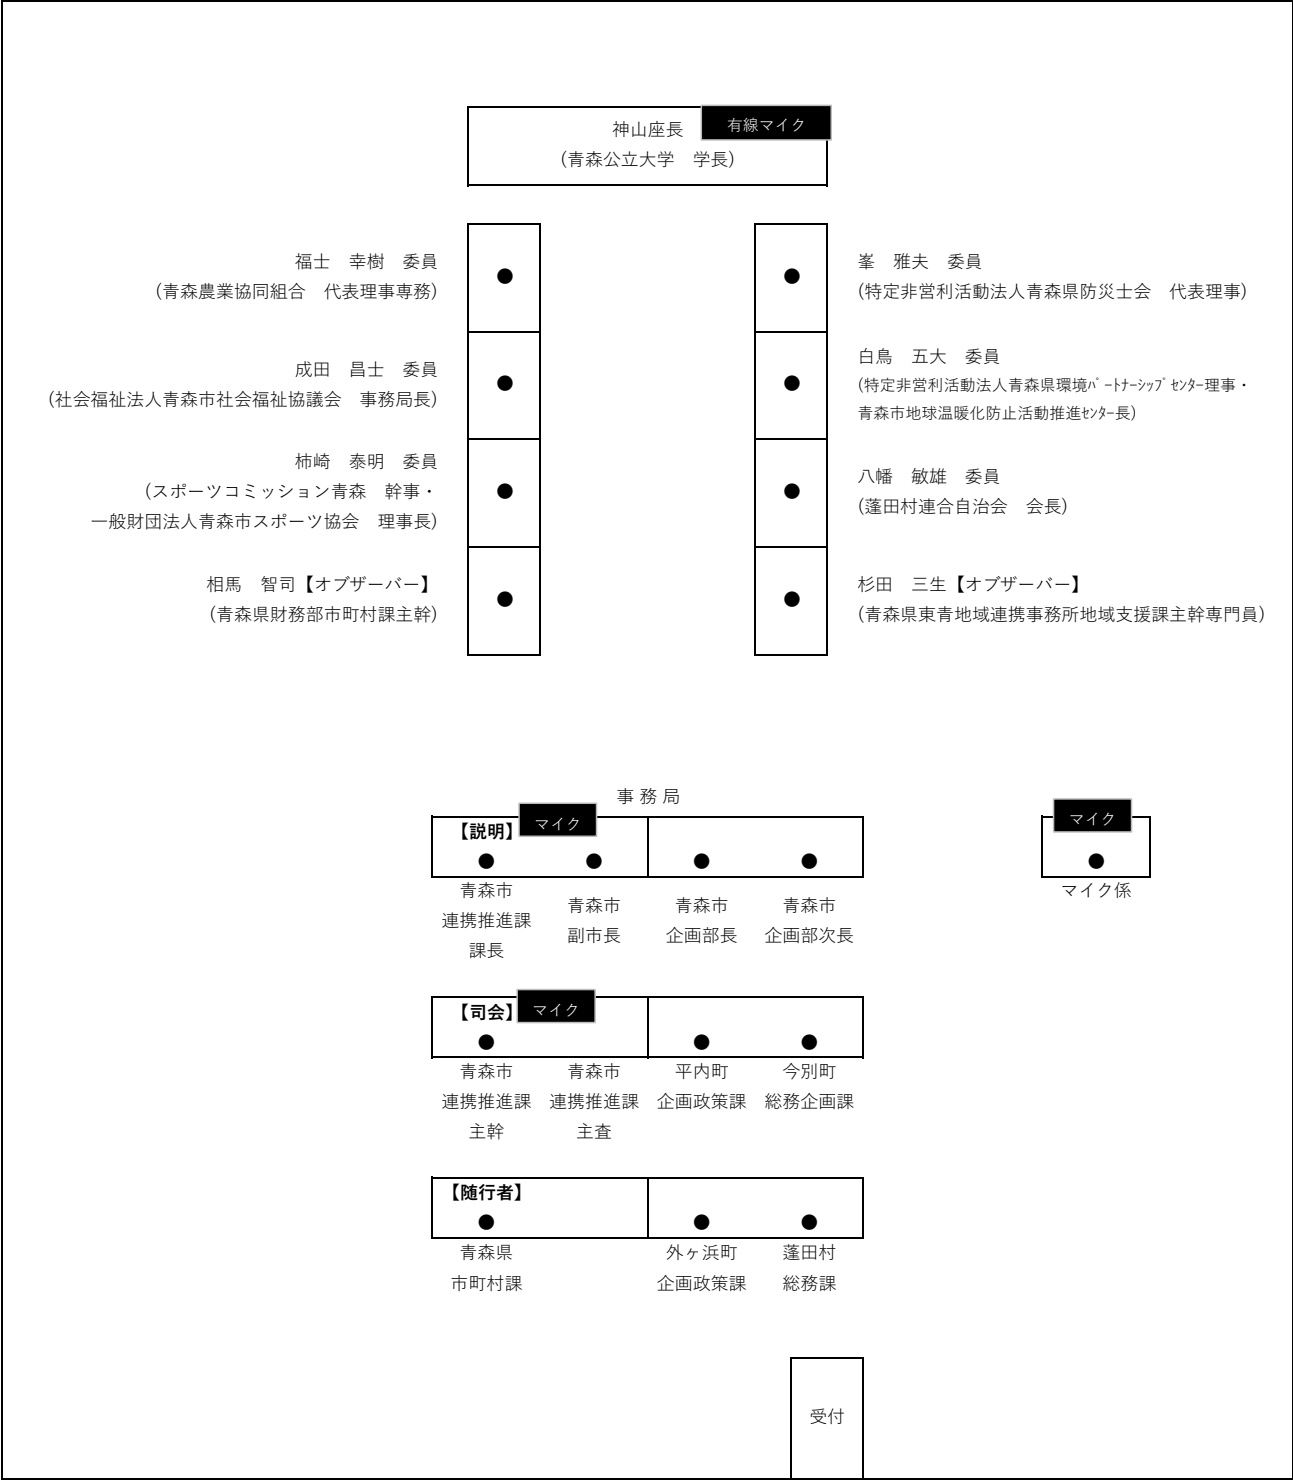 神山座長
有線マイク
(青森公立大学　学長)
福士　幸樹　委員
(青森農業協同組合　代表理事専務)
成田　昌士　委員
(社会福祉法人青森市社会福祉協議会　事務局長)
柿崎　泰明　委員
(スポーツコミッション青森　幹事・
一般財団法人青森市スポーツ協会　理事長)
相馬　智司【オブザーバー】
(青森県財務部市町村課主幹)
峯　雅夫　委員
(特定非営利活動法人青森県防災士会　代表理事)
白鳥　五大　委員
(特定非営利活動法人青森県環境ﾊﾟｰﾄﾅｰｼｯﾌﾟｾﾝﾀｰ理事・
青森市地球温暖化防止活動推進ｾﾝﾀｰ長)
八幡　敏雄　委員
(蓬田村連合自治会　会長)
杉田　三生【オブザーバー】
(青森県東青地域連携事務所地域支援課主幹専門員)
事務局
【説明】
マイク
青森市
連携推進課
課長
青森市
副市長
青森市
企画部長
青森市
企画部次長
マイク
マイク係
【司会】
マイク
青森市
連携推進課
主幹
青森市
連携推進課
主査
平内町
企画政策課
今別町
総務企画課
【随行者】
青森県
市町村課
外ヶ浜町
企画政策課
蓬田村
総務課
受付